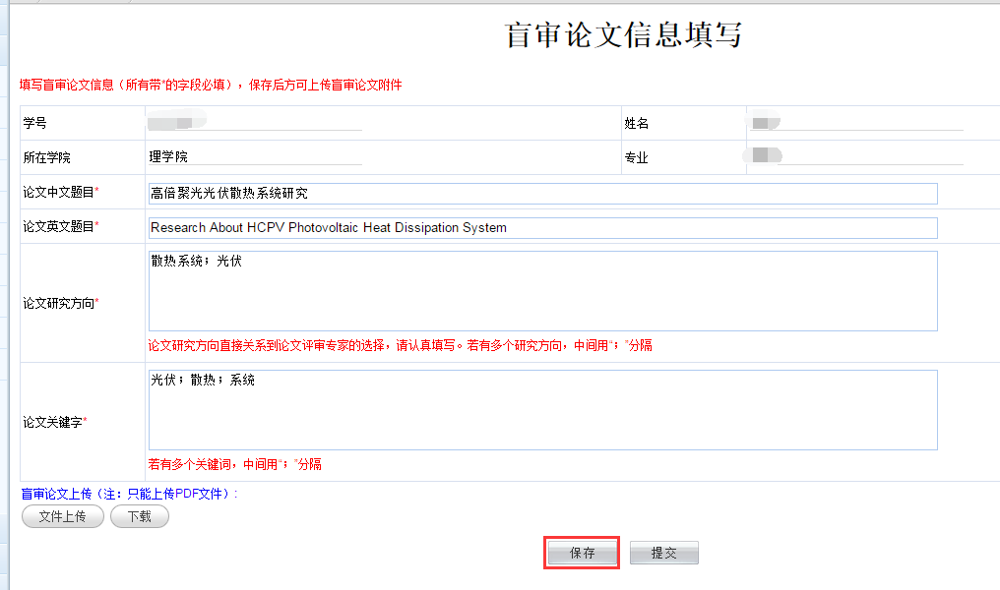 盲审论文信息填写
填写盲审论文信息（所有带*的字段必填），保存后方可上传盲审论文附件
学号 姓名
所在学院 理学院 专业
论文中文题目* 高倍聚光光伏散热系统研究
论文英文题目* Research About HCPV Photovoltaic Heat Dissipation System
散热系统；光伏
论文研究方向*
论文研究方向直接关系到论文评审专家的选择，请认真填写。若有多个研究方向，中间用“；”分隔
光伏；散热；系统
论文关键字*
若有多个关键词，中间用“；”分隔
盲审论文上传（注：只能上传PDF文件）:
文件上传 下载
保存 提交